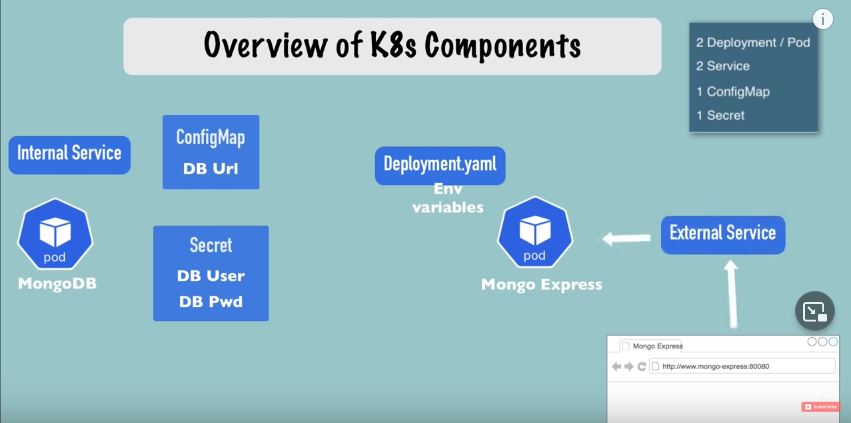 Overview of K8s Components
i
2 Deployment / Pod
2 Service
1 ConfigMap
1 Secret
Internal Service
ConfigMap
DB Url
Deployment.yaml
Env
variables
pod
MongoDB
Secret
DB User
DB Pwd
pod
Mongo Express
External Service
Mongo Express
http://www.mongo-express:80080
SUBSCRIBE